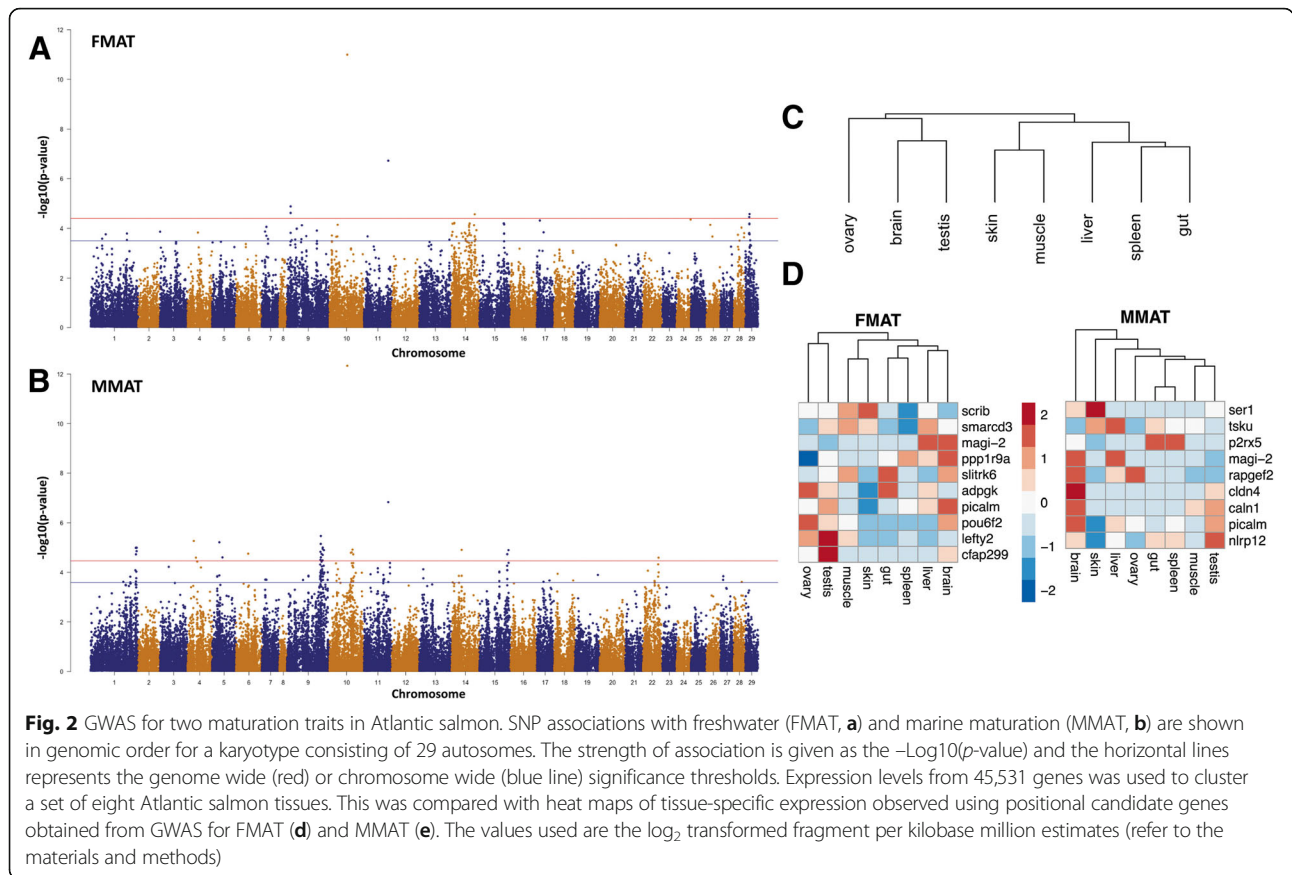 A
FMAT
12
10
8
6
4
2
0
-log10(p-value)
1 2 3 4 5 6 7 8 9 10 11 12 13 14 15 16 17 18 19 20 21 22 23 24 25 26 27 28 29
Chromosome
B
MMAT
12
10
8
6
4
2
0
-log10(p-value)
1 2 3 4 5 6 7 8 9 10 11 12 13 14 15 16 17 18 19 20 21 22 23 24 25 26 27 28 29
Chromosome
C
ovary
brain
testis
skin
muscle
liver
spleen
gut
D
FMAT
scrib
smarcd3
magi-2
ppp1r9a
slitrk6
adpgk
picalm
pou6f2
lefty2
cfap299
ovary
testis
muscle
skin
gut
spleen
liver
brain
2
1
0
-1
-2
MMAT
ser1
tsku
p2rx5
magi-2
rapgef2
cldn4
caln1
picalm
nlrp12
brain
skin
liver
ovary
gut
spleen
muscle
testis
Fig. 2 GWAS for two maturation traits in Atlantic salmon. SNP associations with freshwater (FMAT, a) and marine maturation (MMAT, b) are shown
in genomic order for a karyotype consisting of 29 autosomes. The strength of association is given as the –Log10(p-value) and the horizontal lines
represents the genome wide (red) or chromosome wide (blue line) significance thresholds. Expression levels from 45,531 genes was used to cluster
a set of eight Atlantic salmon tissues. This was compared with heat maps of tissue-specific expression observed using positional candidate genes
obtained from GWAS for FMAT (d) and MMAT (e). The values used are the log2 transformed fragment per kilobase million estimates (refer to the
materials and methods)